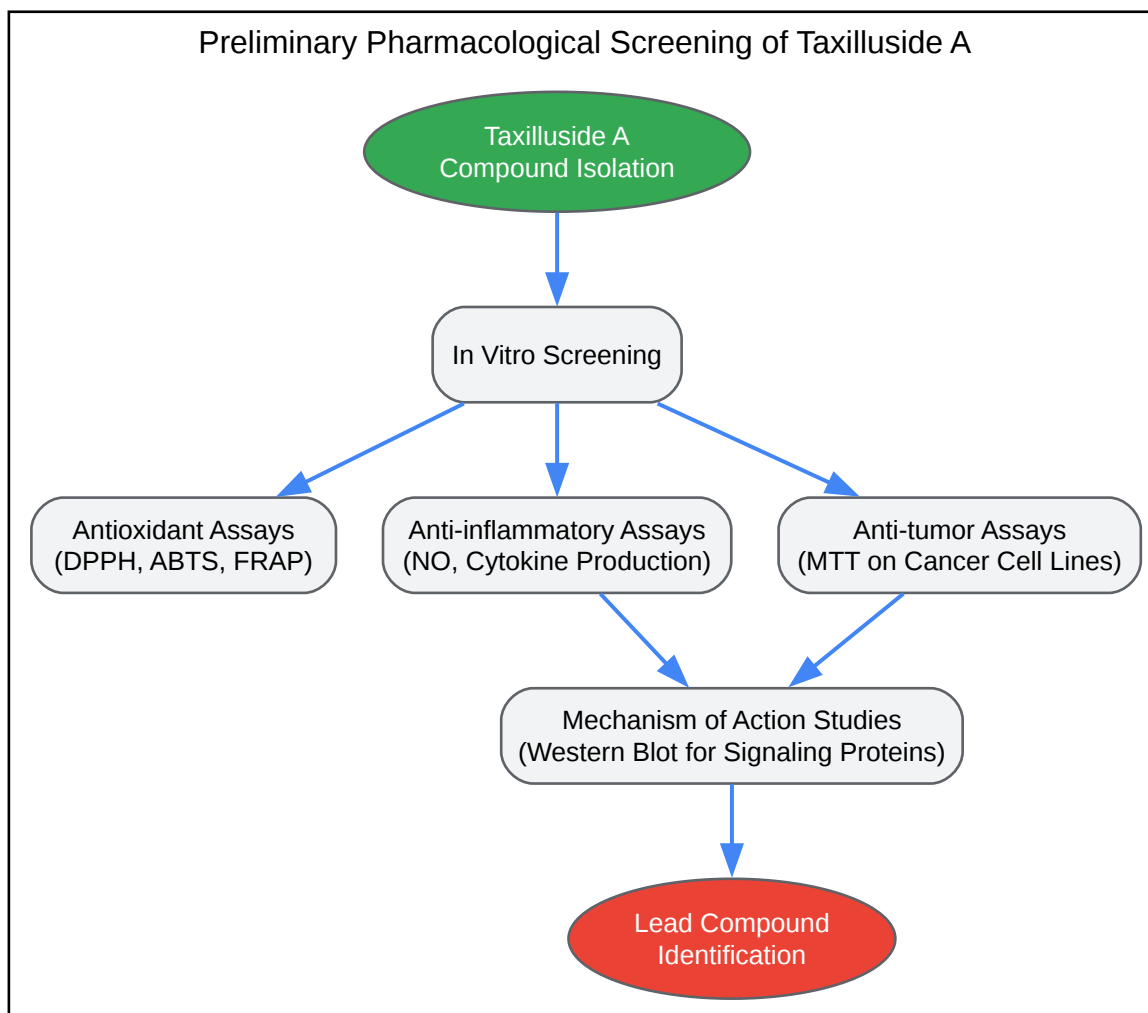 Preliminary Pharmacological Screening of Taxilluside A
Taxilluside A
Compound Isolation
In Vitro Screening
Antioxidant Assays
(DPPH, ABTS, FRAP)
Anti-inflammatory Assays
(NO, Cytokine Production)
Anti-tumor Assays
(MTT on Cancer Cell Lines)
Mechanism of Action Studies
(Western Blot for Signaling Proteins)
Lead Compound
Identification